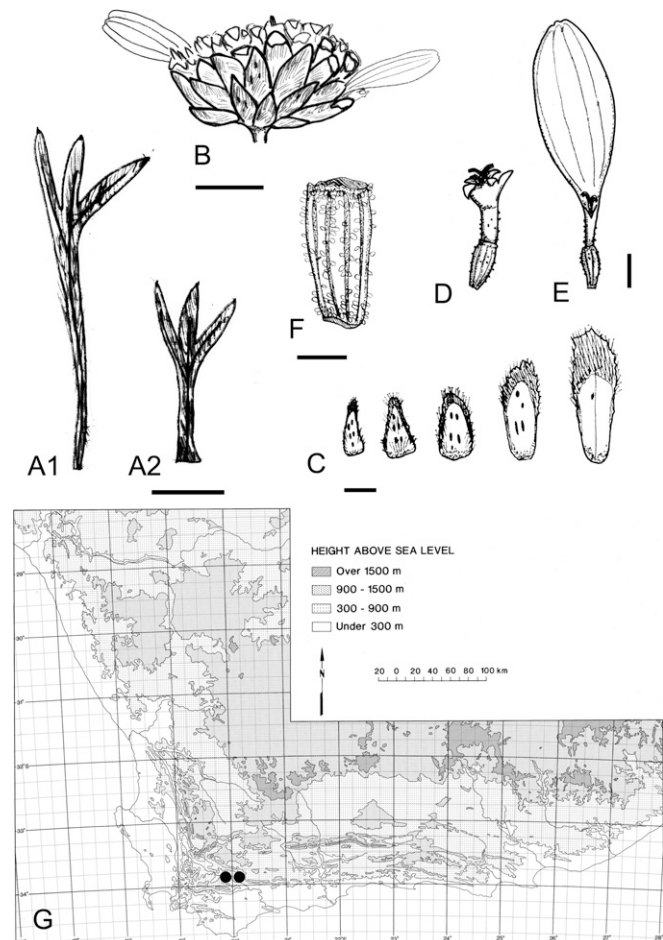 B
A1
A2
F
D
E
C
HEIGHT ABOVE SEA LEVEL
Over 1500 m
900 - 1500 m
300 - 900 m
Under 300 m
N
20 0 20 40 60 80 100 km
29°
30°
31°
32°S
33°
34°
G